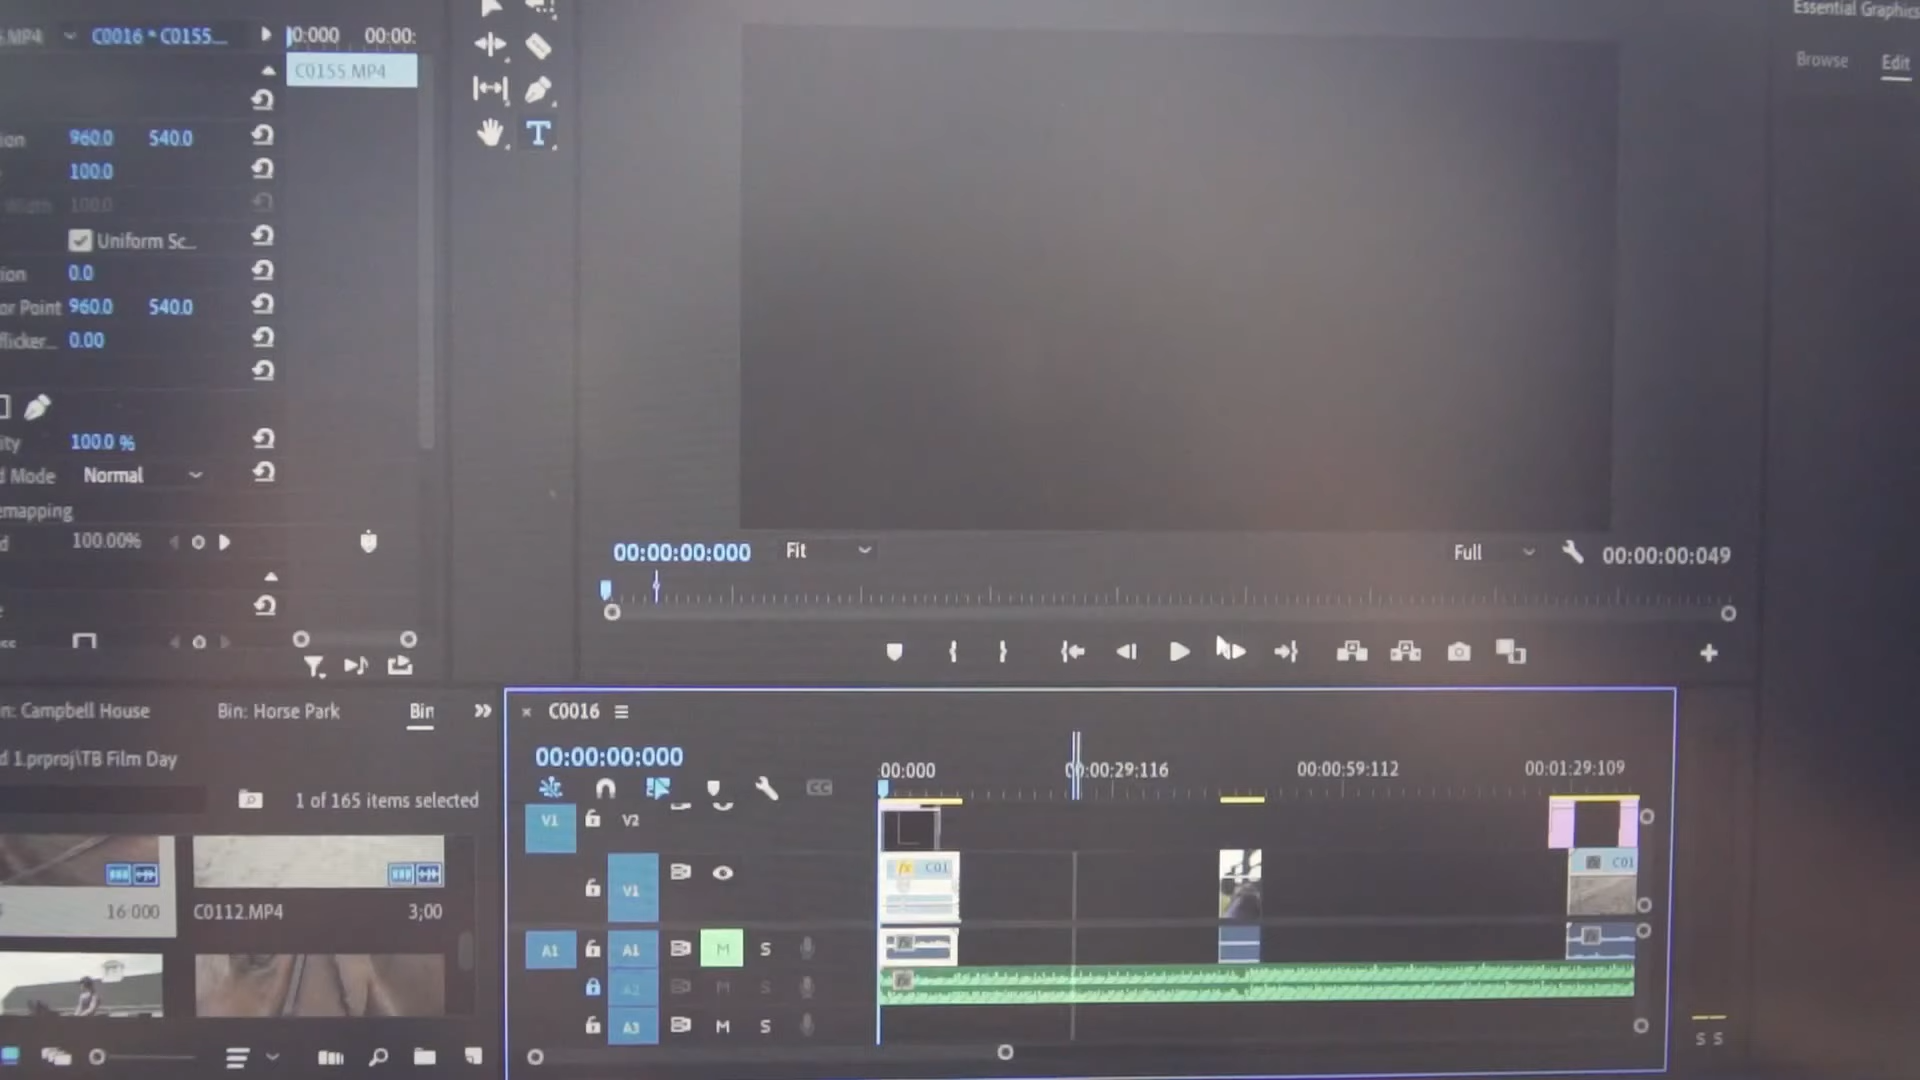 .MP4 C0016 * C0155... 0:000 00:00:
C0155.MP4
ion 960.0 540.0
100.0
Width 100.0
Uniform Sc...
ion 0.0
or Point 960.0 540.0
flicker... 0.00
ity 100.0 %
d Mode Normal
emapping
d 100.00%
T
Essential Graphics
Browse Edit
00:00:00:000 Fit Full 00:00:00:049
n: Campbell House Bin: Horse Park Bin
d 1.prproj\TB Film Day
1 of 165 items selected
16 000
C0112.MP4 3;00
× C0016
00:00:00:000
:00:000 00:00:29:116 00:00:59:112 00:01:29:109
CC
V1 V2
V1
fx C01
C01
A1 A1 M S
A2 M S
A3 M S
S S